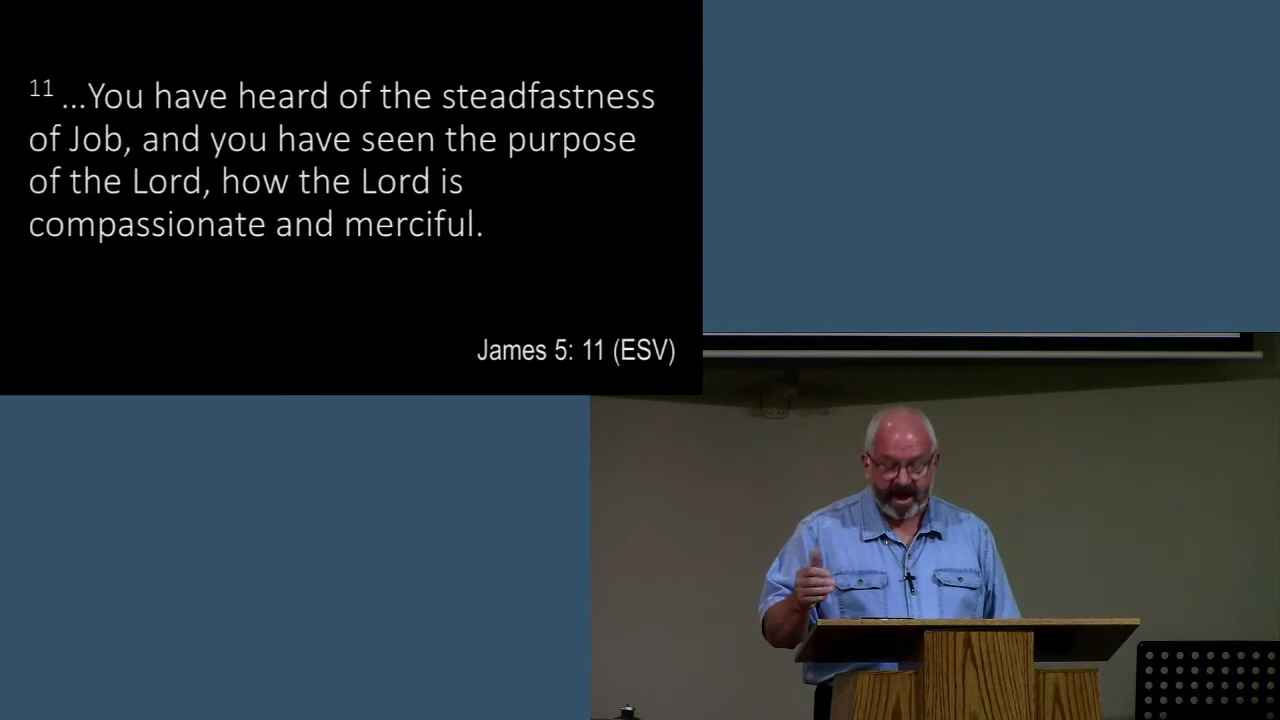 11 ...You have heard of the steadfastness
of Job, and you have seen the purpose
of the Lord, how the Lord is
compassionate and merciful.
James 5: 11 (ESV)